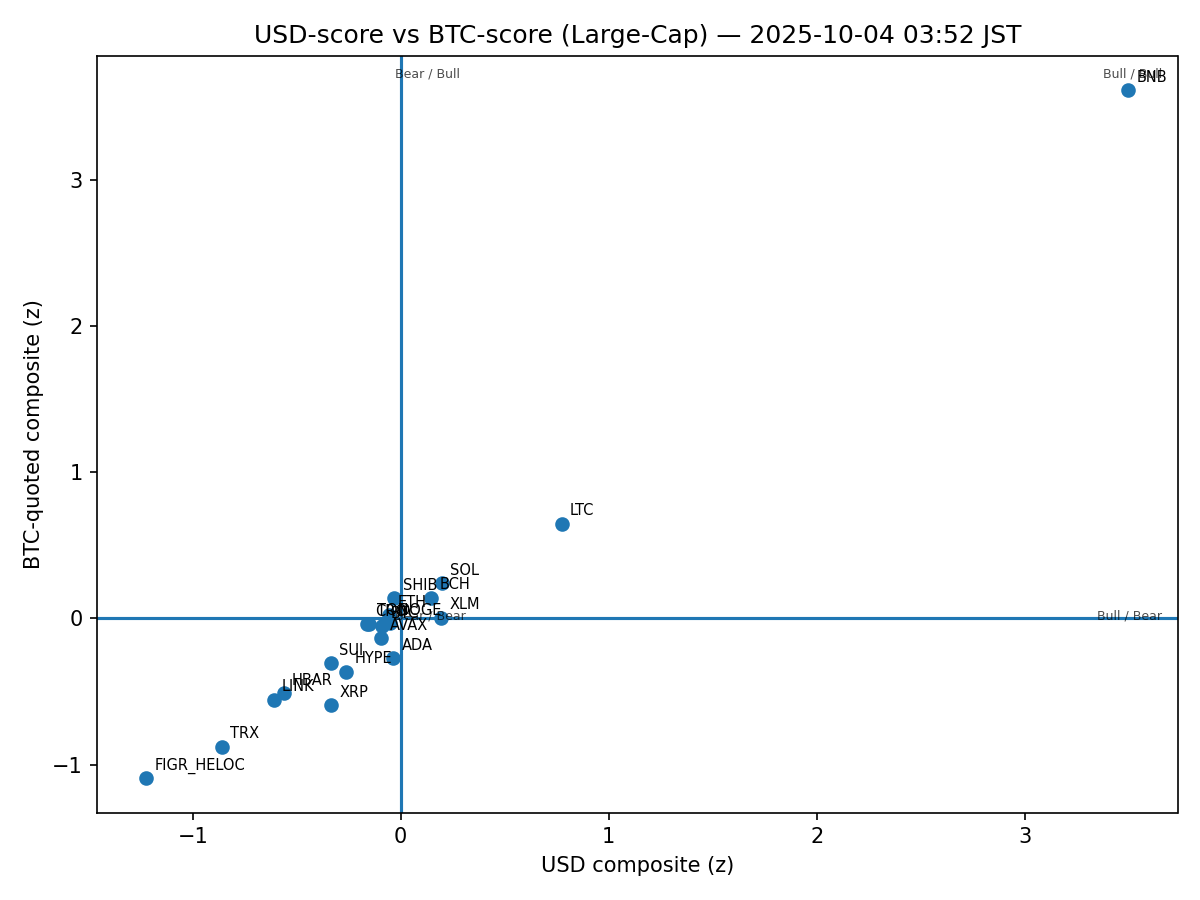 USD-score vs BTC-score (Large-Cap) — 2025-10-04 03:52 JST
Bear / Bull
Bull / Bull
BNB
3
2
1
0
−1
BTC-quoted composite (z)
LTC
SOL
SHIB
BCH
ETH
XLM
DOGE
Bear / Bear
Bull / Bear
AVAX
ADA
SUI
HYPE
HBAR
LINK
XRP
TRX
FIGR_HELOC
−1
0
1
2
3
USD composite (z)